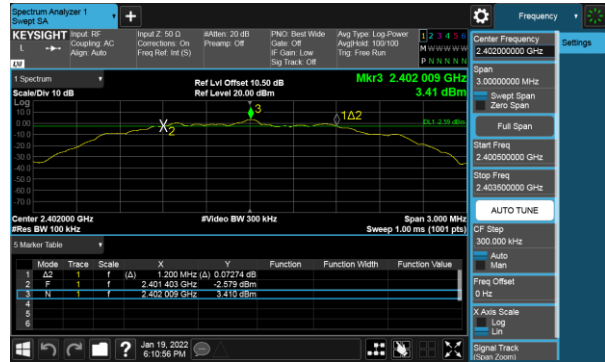 Spectrum Analyzer 1
Swept SA
+
Frequency
KEYSIGHT
Input: RF
Input Z: 50 Ω
#Atten: 20 dB
PNO: Best Wide
Avg Type: Log-Power
1 2 3 4 5 6
L
Coupling: AC
Corrections: On
Preamp: Off
Gate: Off
Avg|Hold: 100/100
M W W W W W
Align: Auto
Freq Ref: Int (S)
IF Gain: Low
Trig: Free Run
Sig Track: Off
P N N N N N
LXI
1 Spectrum
Ref Lvl Offset 10.50 dB
Mkr3 2.402 009 GHz
Scale/Div 10 dB
Ref Level 20.00 dBm
3.41 dBm
Log
10.0
3
1Δ2
0.00
2
DL1 -2.59 dBm
-10.0
-20.0
-30.0
-40.0
-50.0
-60.0
-70.0
Center 2.402000 GHz
#Video BW 300 kHz
Span 3.000 MHz
#Res BW 100 kHz
Sweep 1.00 ms (1001 pts)
5 Marker Table
Mode Trace Scale X Y Function Function Width Function Value
1 Δ2 1 f (Δ) 1.200 MHz (Δ) 0.07274 dB
2 F 1 f 2.401 403 GHz -2.579 dBm
3 N 1 f 2.402 009 GHz 3.410 dBm
4
5
6
?
Jan 19, 2022
6:10:56 PM
Center Frequency
2.402000000 GHz
Span
3.00000000 MHz
Swept Span
Zero Span
Full Span
Start Freq
2.400500000 GHz
Stop Freq
2.403500000 GHz
AUTO TUNE
CF Step
300.000 kHz
Auto
Man
Freq Offset
0 Hz
X Axis Scale
Log
Lin
Signal Track
(Span Zoom)
Settings